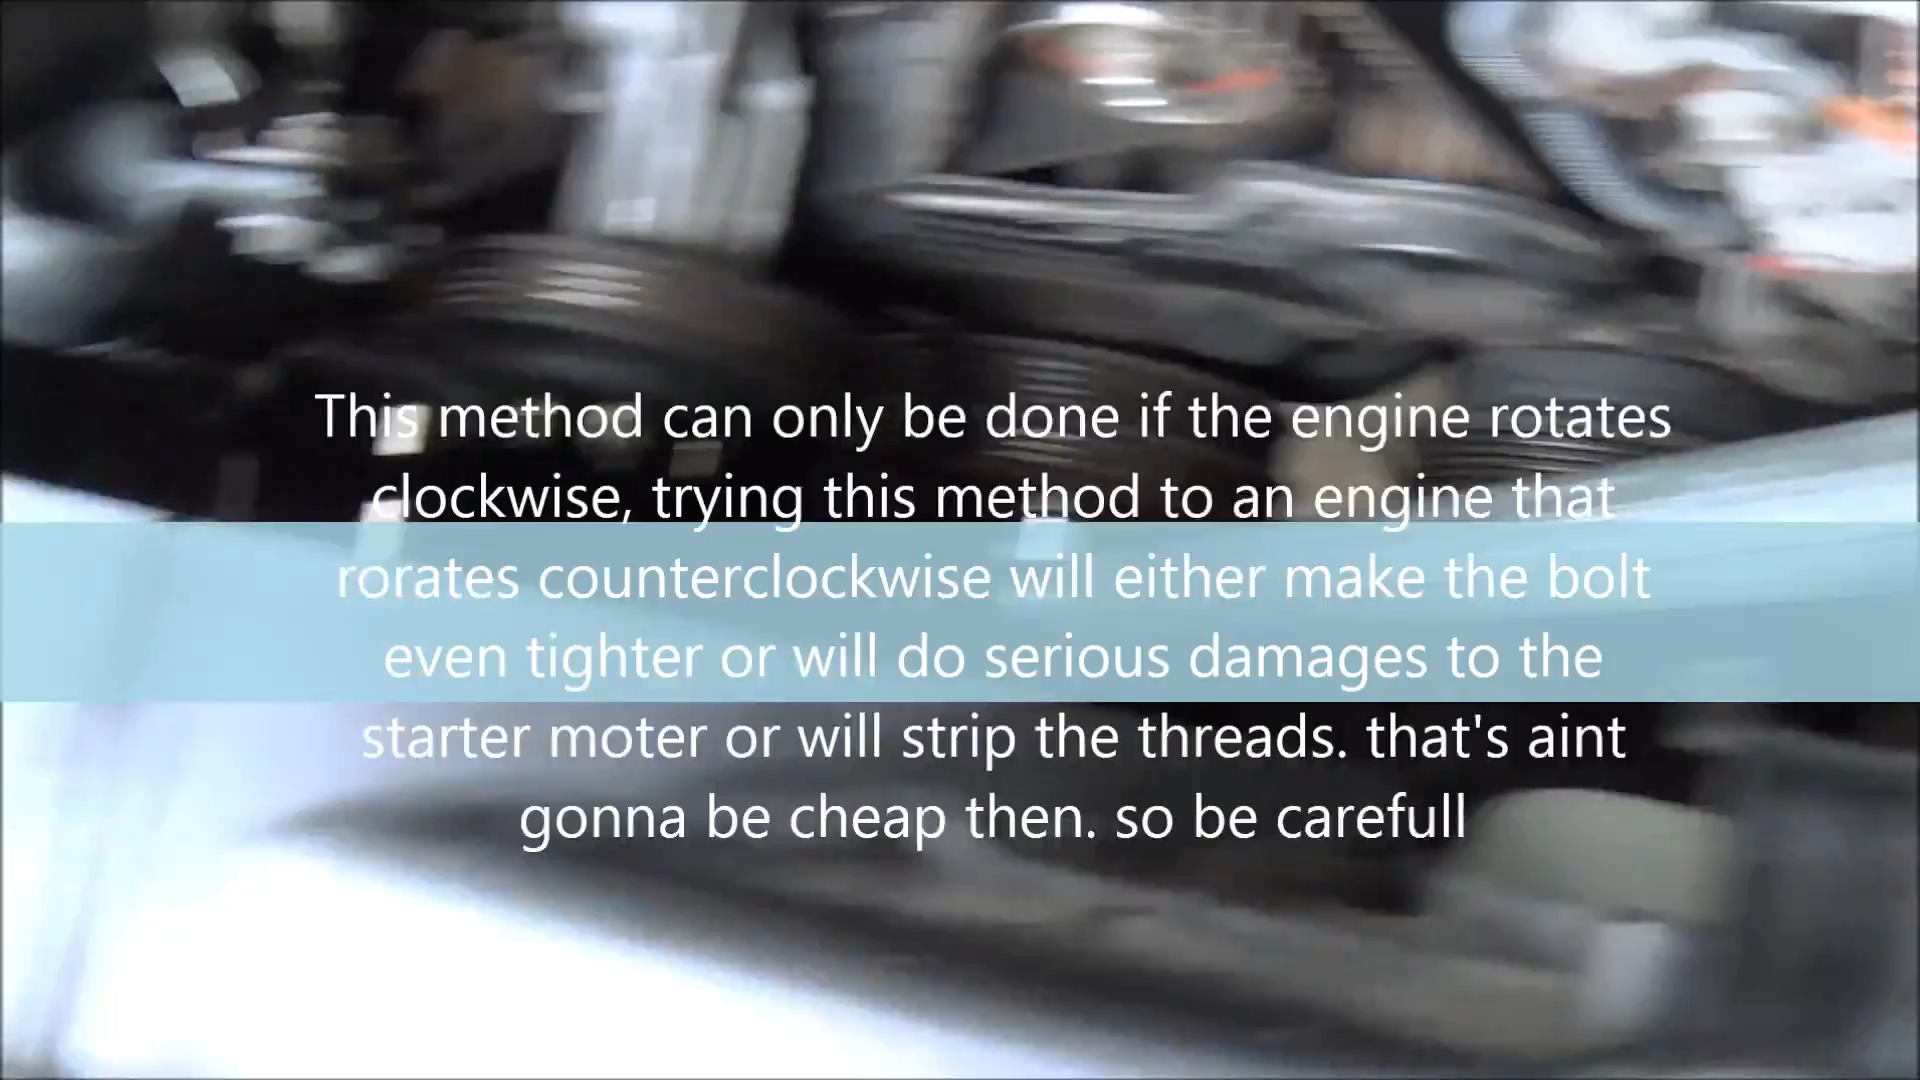 This method can only be done if the engine rotates
clockwise, trying this method to an engine that
rorates counterclockwise will either make the bolt
even tighter or will do serious damages to the
starter moter or will strip the threads. that's aint
gonna be cheap then. so be carefull